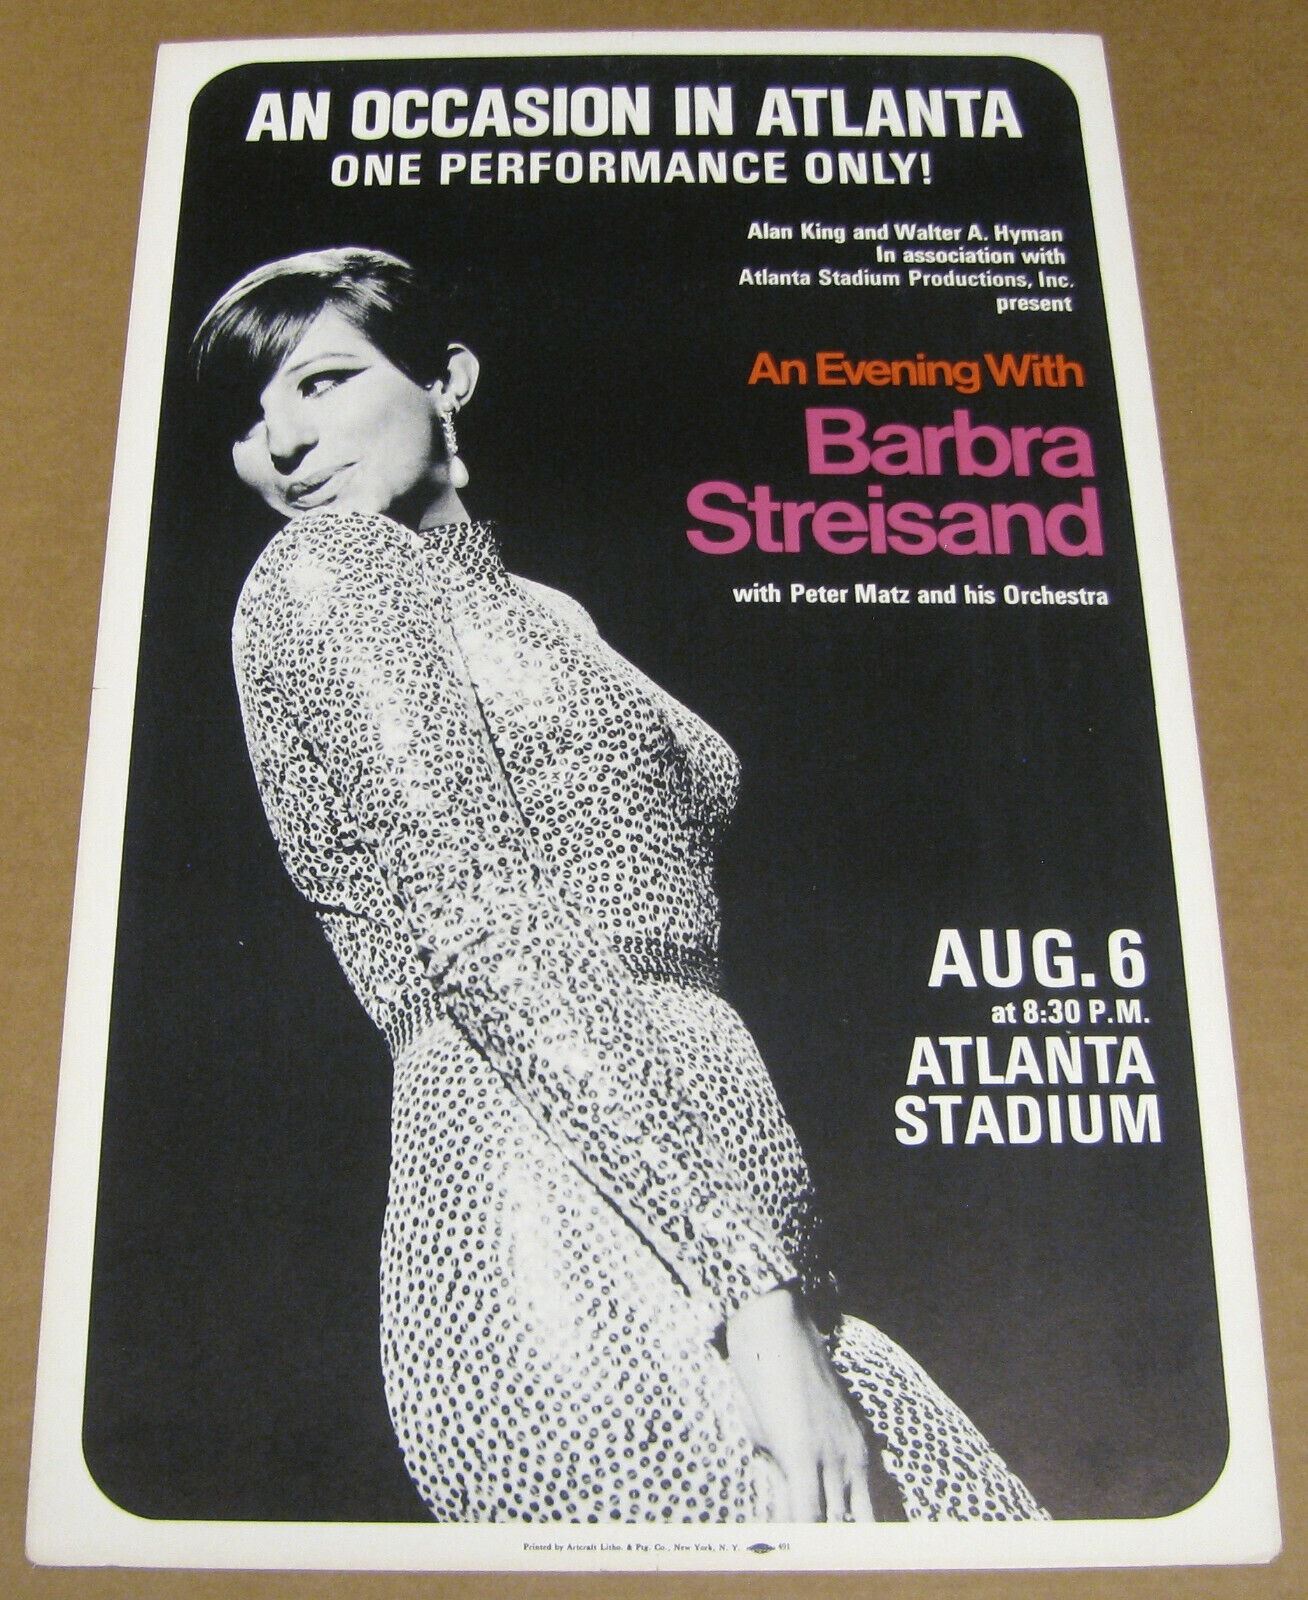 AN OCCASION IN ATLANTA
ONE PERFORMANCE ONLY!
Alan King and Walter A. Hyman
In association with
Atlanta Stadium Productions, Inc.
present
An Evening With
Barbra
Streisand
with Peter Matz and his Orchestra
AUG. 6
at 8:30 P.M.
ATLANTA
STADIUM
Printed by Artcraft Litho. & Ptg. Co., New York, N. Y. 491